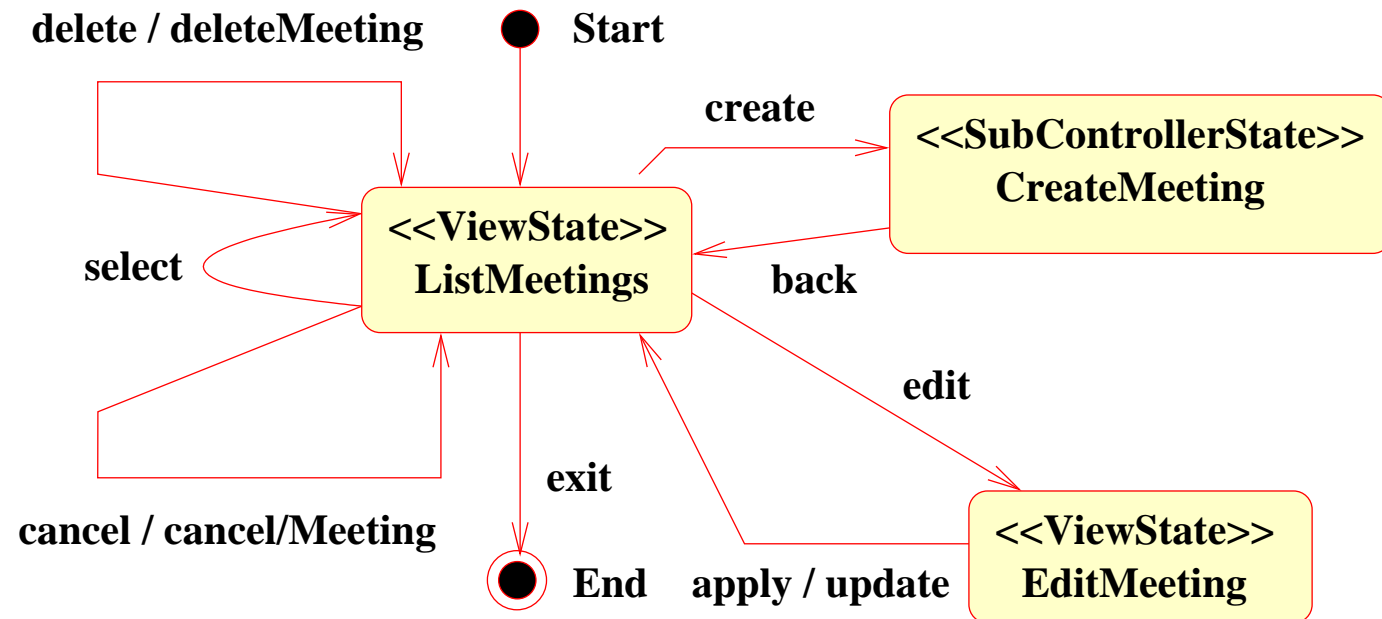 delete / deleteMeeting
Start
create
<<SubControllerState>>
CreateMeeting
<<ViewState>>
ListMeetings
select
back
edit
exit
cancel / cancel/Meeting
<<ViewState>>
EditMeeting
End
apply / update